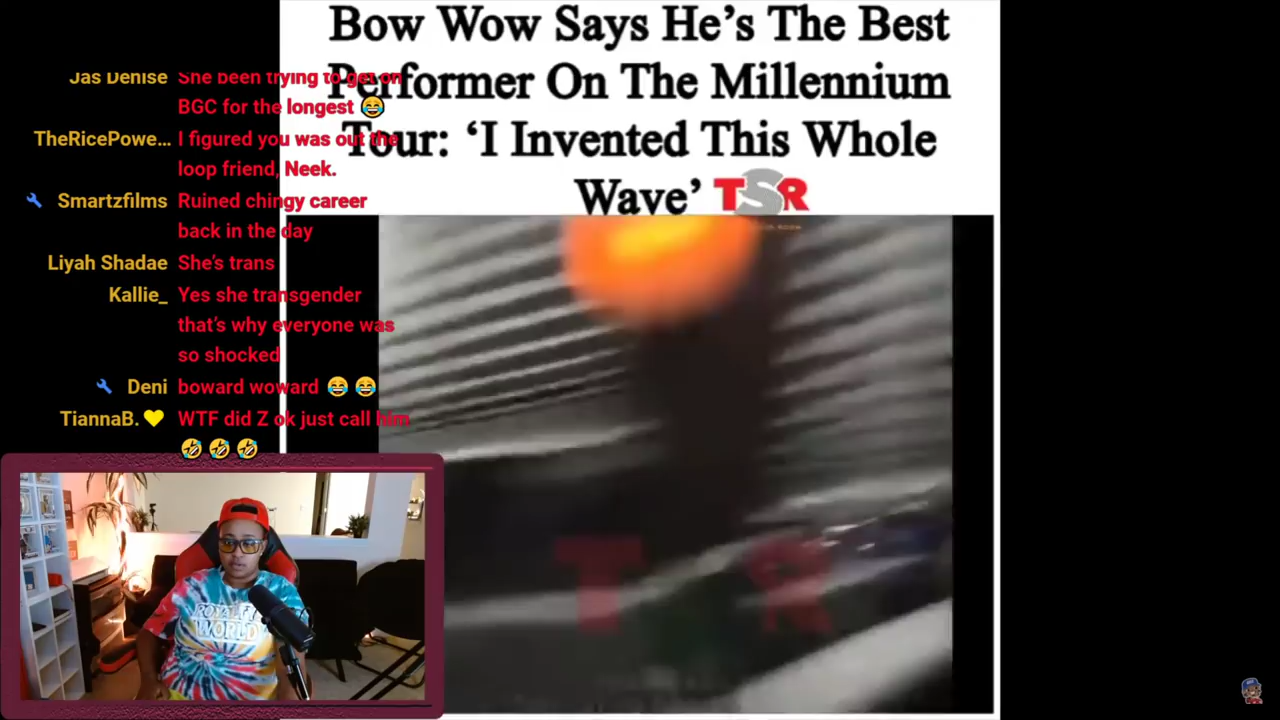 Bow Wow Says He's The Best
Performer On The Millennium
Tour: 'I Invented This Whole
Wave' TSR
Jas Denise She been trying to get on
BGC for the longest 😂
TheRicePowe… I figured you was out the
loop friend, Neek.
Smartzfilms Ruined chingy career
back in the day
Liyah Shadae She's trans
Kallie_ Yes she transgender
that's why everyone was
so shocked
Deni boward woward 😂 😂
TiannaB. 💛 WTF did Z ok just call him
🤣 🤣 🤣
T R
WORLD